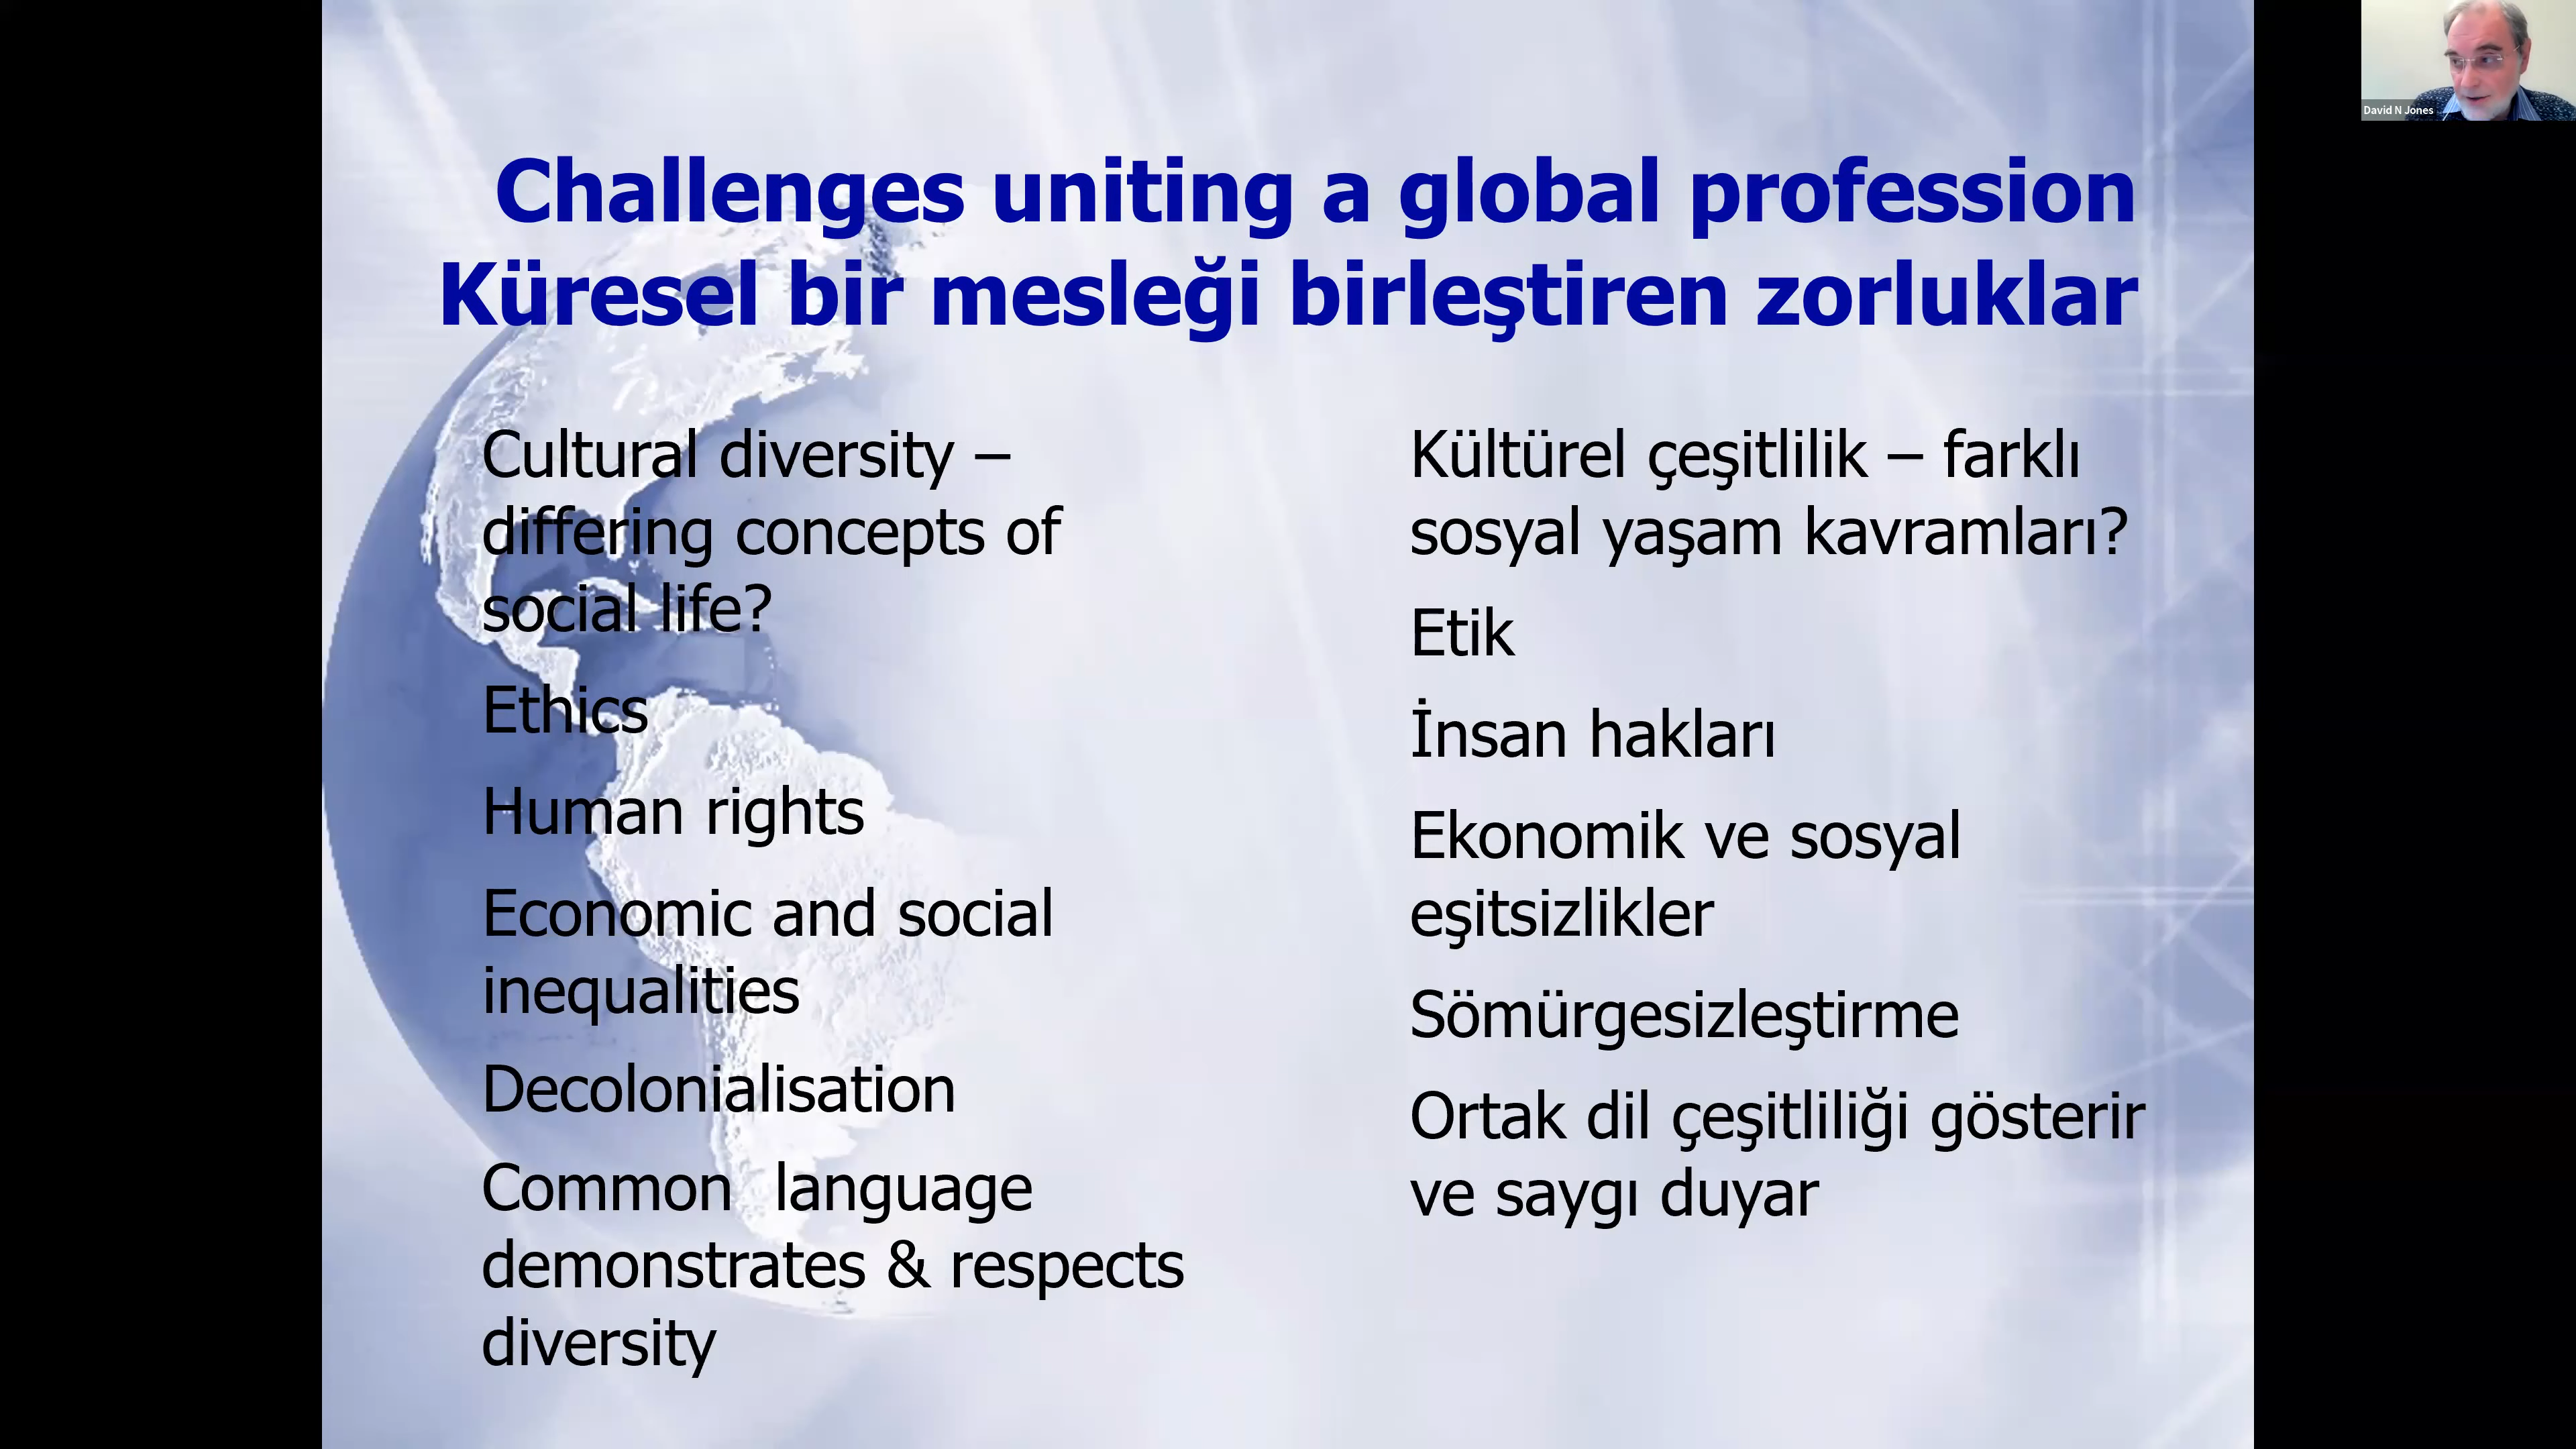 David N Jones
Challenges uniting a global profession
Küresel bir mesleği birleştiren zorluklar
Cultural diversity –
differing concepts of
social life?
Ethics
Human rights
Economic and social
inequalities
Decolonialisation
Common  language
demonstrates & respects
diversity
Kültürel çeşitlilik – farklı
sosyal yaşam kavramları?
Etik
İnsan hakları
Ekonomik ve sosyal
eşitsizlikler
Sömürgesizleştirme
Ortak dil çeşitliliği gösterir
ve saygı duyar